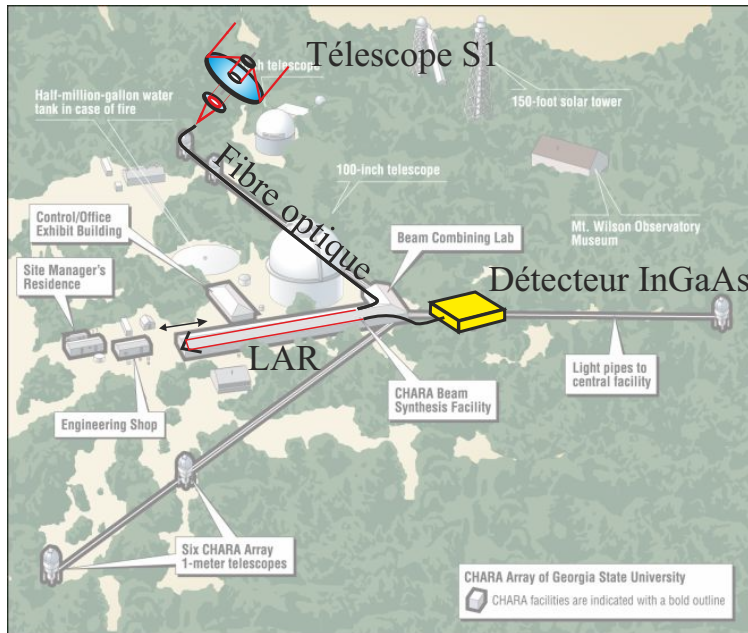 Télescope S1
telescope
Half-million-gallon water
tank in case of fire
150-foot solar tower
Fibre optique
100-inch telescope
Mt. Wilson Observatory
Museum
Control/Office
Exhibit Building
Beam Combining Lab
Site Manager's
Residence
Détecteur InGaAs
LAR
Light pipes to
central facility
CHARA Beam
Synthesis Facility
Engineering Shop
Six CHARA Array
1-meter telescopes
CHARA Array of Georgia State University
CHARA facilities are indicated with a bold outline